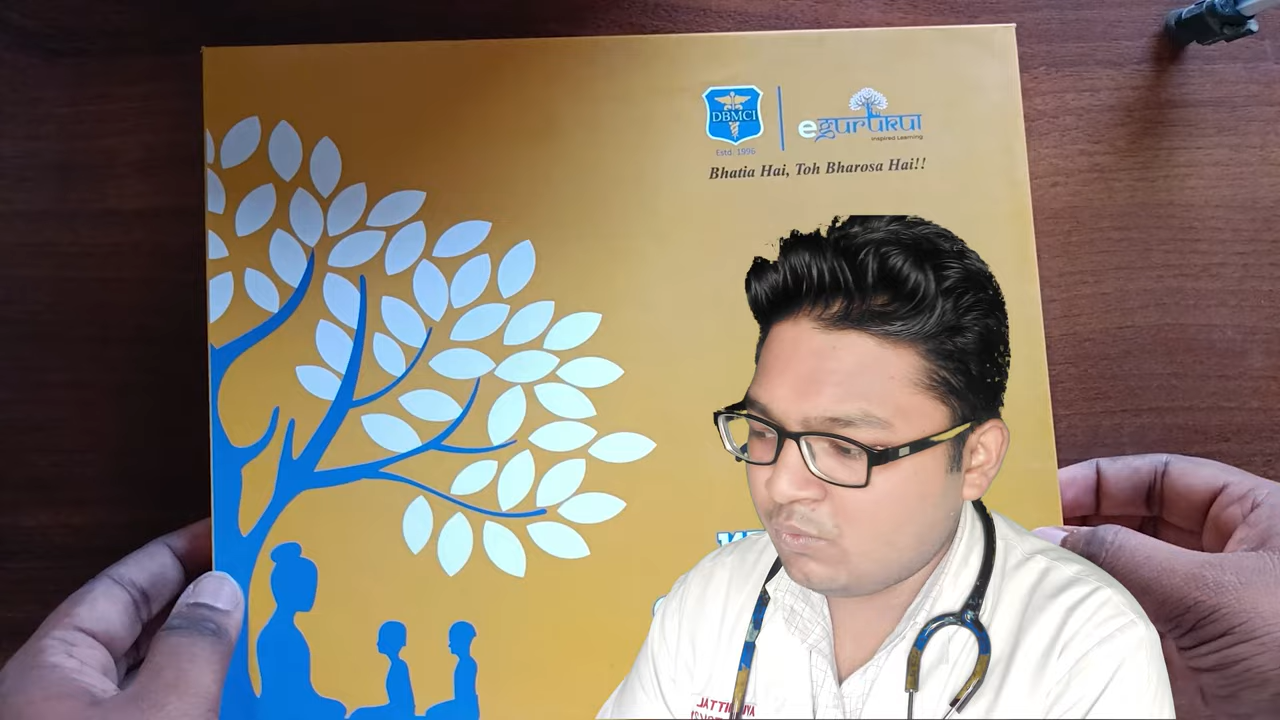 DBMCI
Estd. 1996
egurukul
Inspired Learning
Bhatia Hai, Toh Bharosa Hai!!